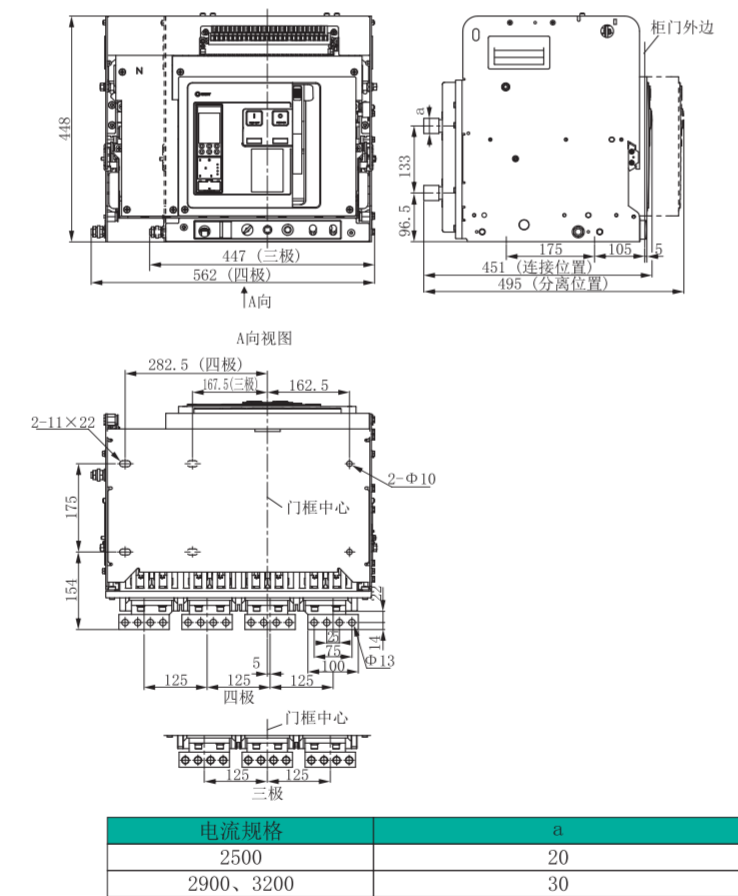 柜门外边
N
448
a
133
96.5
447 (三极)
562 (四极)
A向
175
105
5
451 (连接位置)
495 (分离位置)
A向视图
282.5 (四极)
167.5(三极)
162.5
2-11×22
2-Φ10
175
门框中心
154
22
14
25
75
100
Φ13
5
125
125
125
四极
门框中心
125
125
三极
电流规格 a
2500 20
2900、3200 30